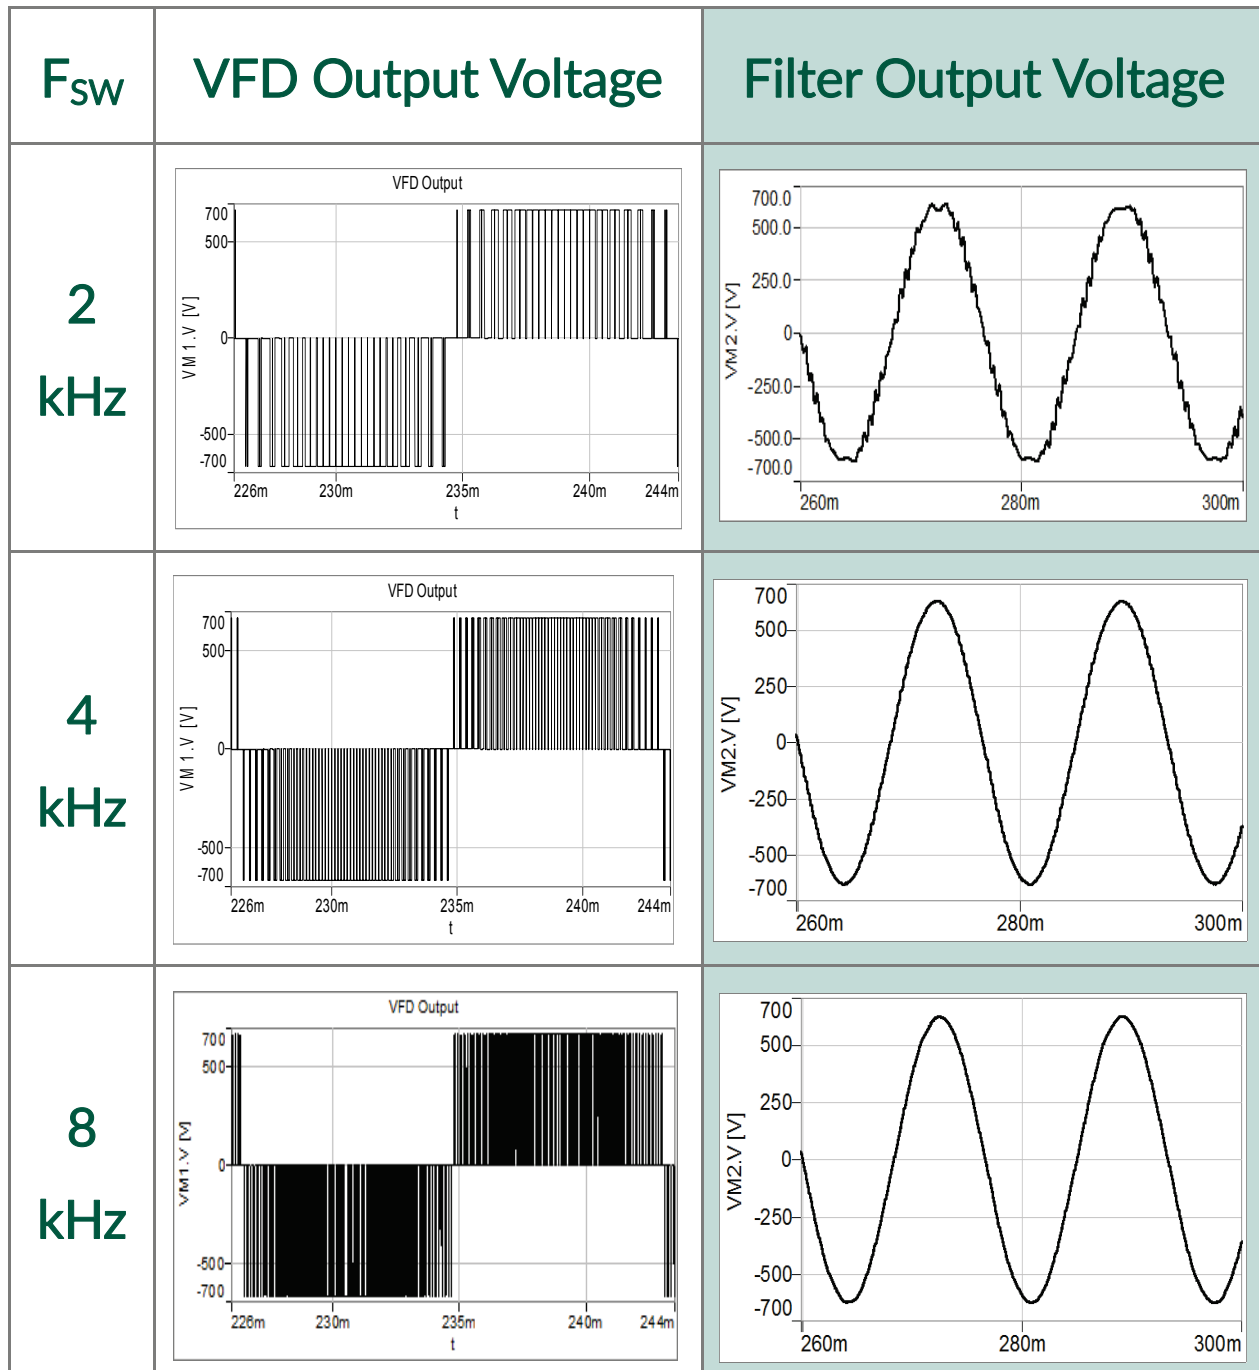 F_SW VFD Output Voltage Filter Output Voltage
2
kHz
VFD Output
700
500
0
-500
-700
VM1.V [V]
226m 230m 235m 240m 244m
t
700.0
500.0
250.0
0
-250.0
-500.0
-700.0
VM2.V [V]
260m 280m 300m
4
kHz
VFD Output
700
500
0
-500
-700
VM1.V [V]
226m 230m 235m 240m 244m
t
700
500
250
0
-250
-500
-700
VM2.V [V]
260m 280m 300m
8
kHz
VFD Output
700
500
0
-500
-700
VM1.V [V]
226m 230m 235m 240m 244m
t
700
500
250
0
-250
-500
-700
VM2.V [V]
260m 280m 300m